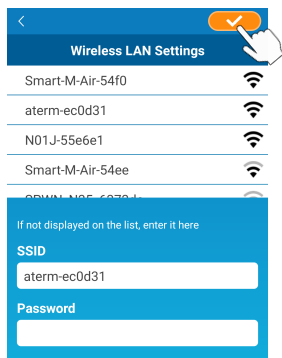 Wireless LAN Settings
Smart-M-Air-54f0
aterm-ec0d31
N01J-55e6e1
Smart-M-Air-54ee
If not displayed on the list, enter it here
SSID
aterm-ec0d31
Password